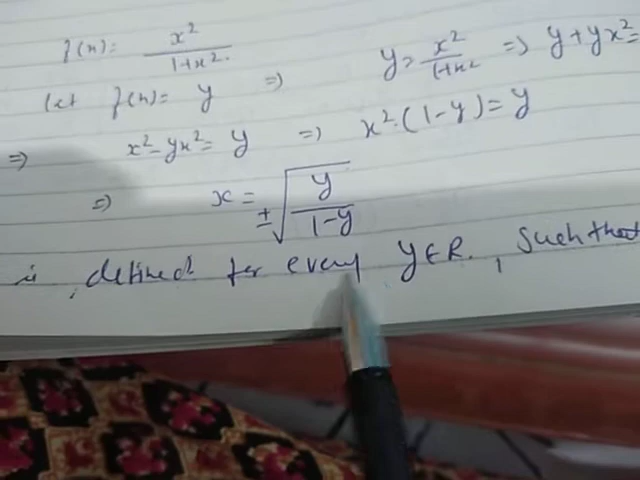 f(x) = x²/1+x².
Let f(x) = y ⇒ y = x²/1+x² ⇒ y+yx² =
⇒ x²-yx² = y ⇒ x²·(1-y) = y
⇒ x = ±√(y/1-y)
is defined for every y∈R, Such that